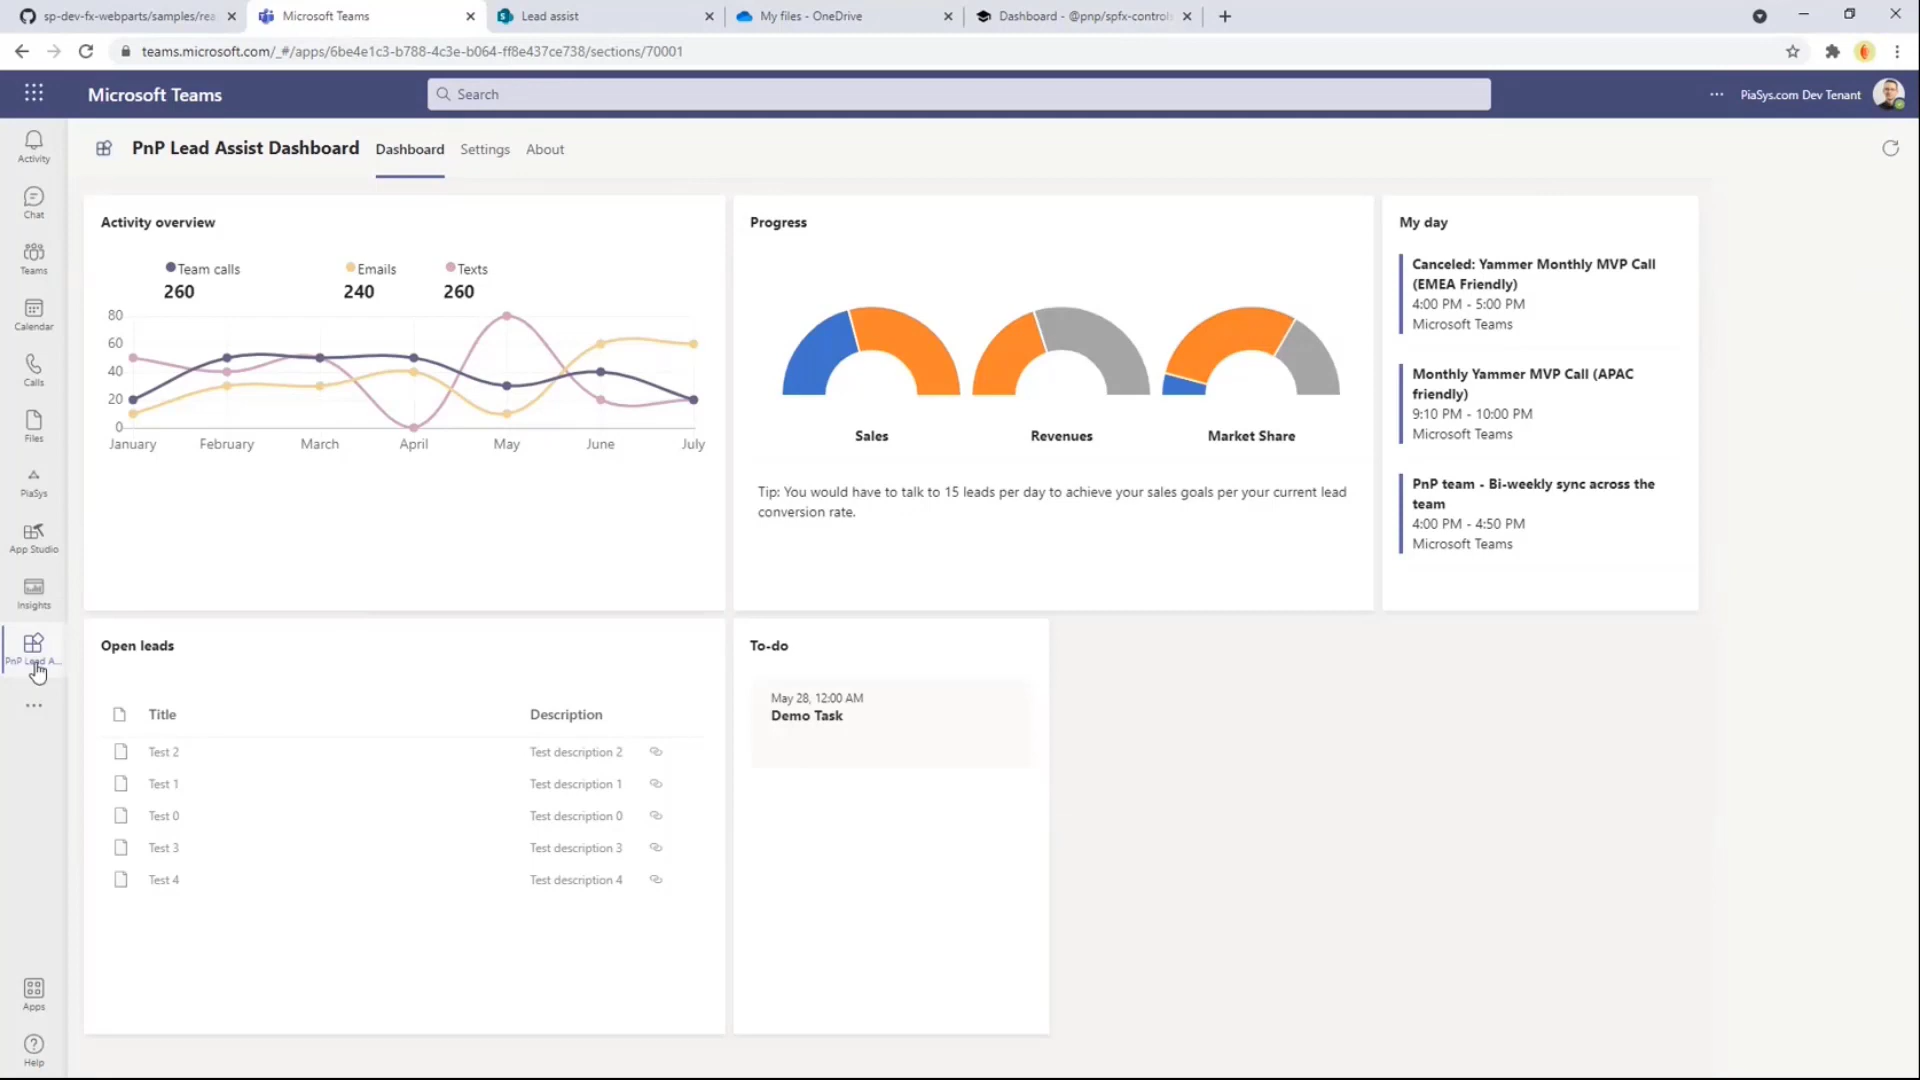 sp-dev-fx-webparts/samples/rea
Microsoft Teams
Lead assist
My files - OneDrive
Dashboard - @pnp/spfx-control
teams.microsoft.com/_#/apps/6be4e1c3-b788-4c3e-b064-ff8e437ce738/sections/70001
Microsoft Teams
Search
PiaSys.com Dev Tenant
Activity
Chat
Teams
Calendar
Calls
Files
PiaSys
App Studio
Insights
PnP Lead A...
Apps
Help
PnP Lead Assist Dashboard
Dashboard
Settings
About
Activity overview
Team calls
260
Emails
240
Texts
260
80
60
40
20
0
January
February
March
April
May
June
July
Progress
Sales
Revenues
Market Share
Tip: You would have to talk to 15 leads per day to achieve your sales goals per your current lead
conversion rate.
My day
Canceled: Yammer Monthly MVP Call
(EMEA Friendly)
4:00 PM - 5:00 PM
Microsoft Teams
Monthly Yammer MVP Call (APAC
friendly)
9:10 PM - 10:00 PM
Microsoft Teams
PnP team - Bi-weekly sync across the
team
4:00 PM - 4:50 PM
Microsoft Teams
Open leads
Title
Description
Test 2
Test description 2
Test 1
Test description 1
Test 0
Test description 0
Test 3
Test description 3
Test 4
Test description 4
To-do
May 28, 12:00 AM
Demo Task